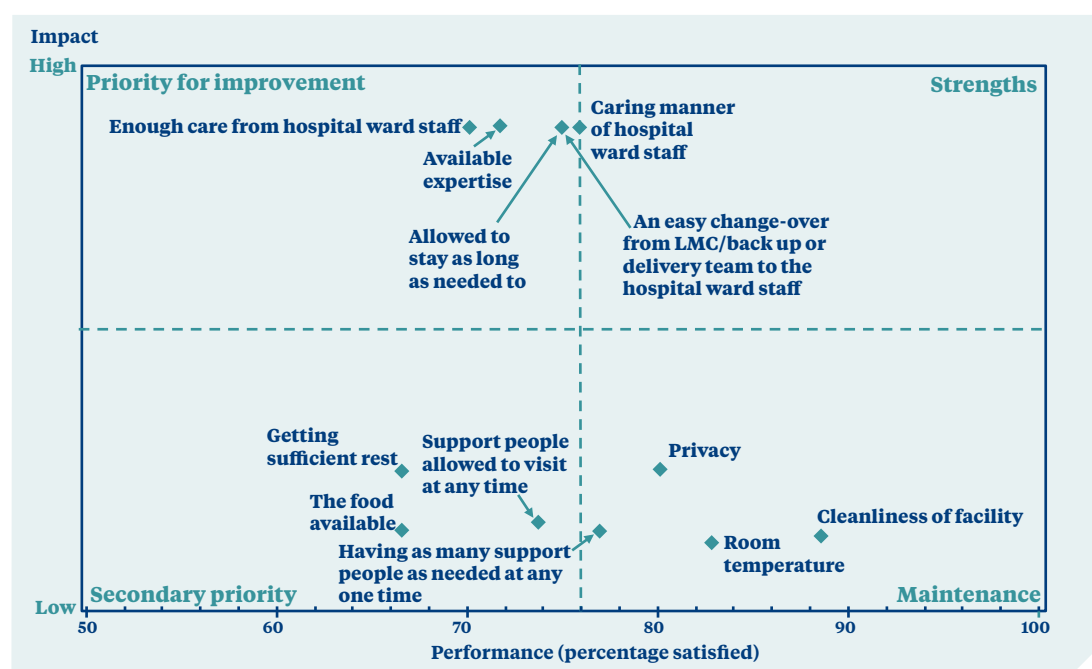 Impact
High
Priority for improvement
Strengths
Enough care from hospital ward staff
Available
expertise
Caring manner
of hospital
ward staff
Allowed to
stay as long
as needed to
An easy change-over
from LMC/back up or
delivery team to the
hospital ward staff
Getting
sufficient rest
Support people
allowed to visit
at any time
Privacy
The food
available
Having as many support
people as needed at any
one time
Room
temperature
Cleanliness of facility
Secondary priority
Maintenance
Low
50 60 70 80 90 100
Performance (percentage satisfied)